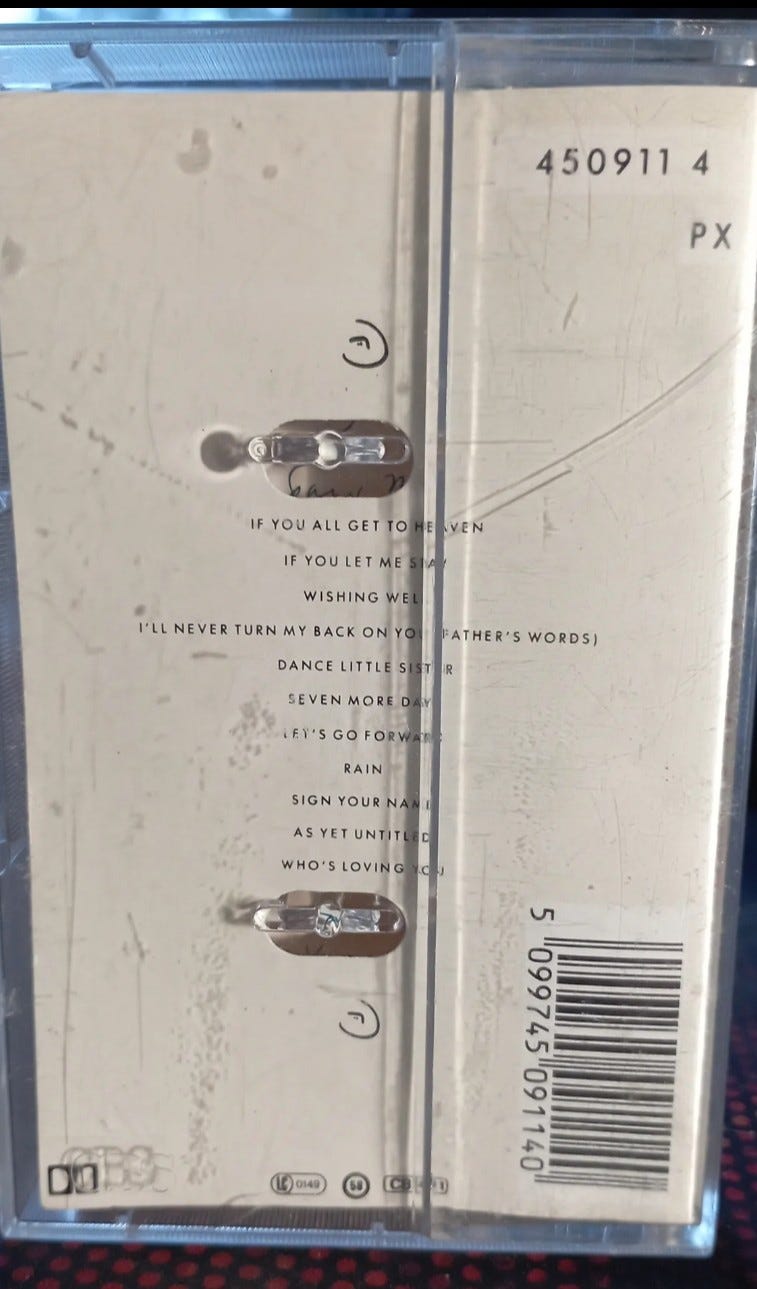 450911 4
PX
IF YOU ALL GET TO HEAVEN
IF YOU LET ME STAY
WISHING WELL
I'LL NEVER TURN MY BACK ON YOU (FATHER'S WORDS)
DANCE LITTLE SISTER
SEVEN MORE DAYS
LET'S GO FORWARD
RAIN
SIGN YOUR NAME
AS YET UNTITLED
WHO'S LOVING YOU
5 099745 091140
LC 0149